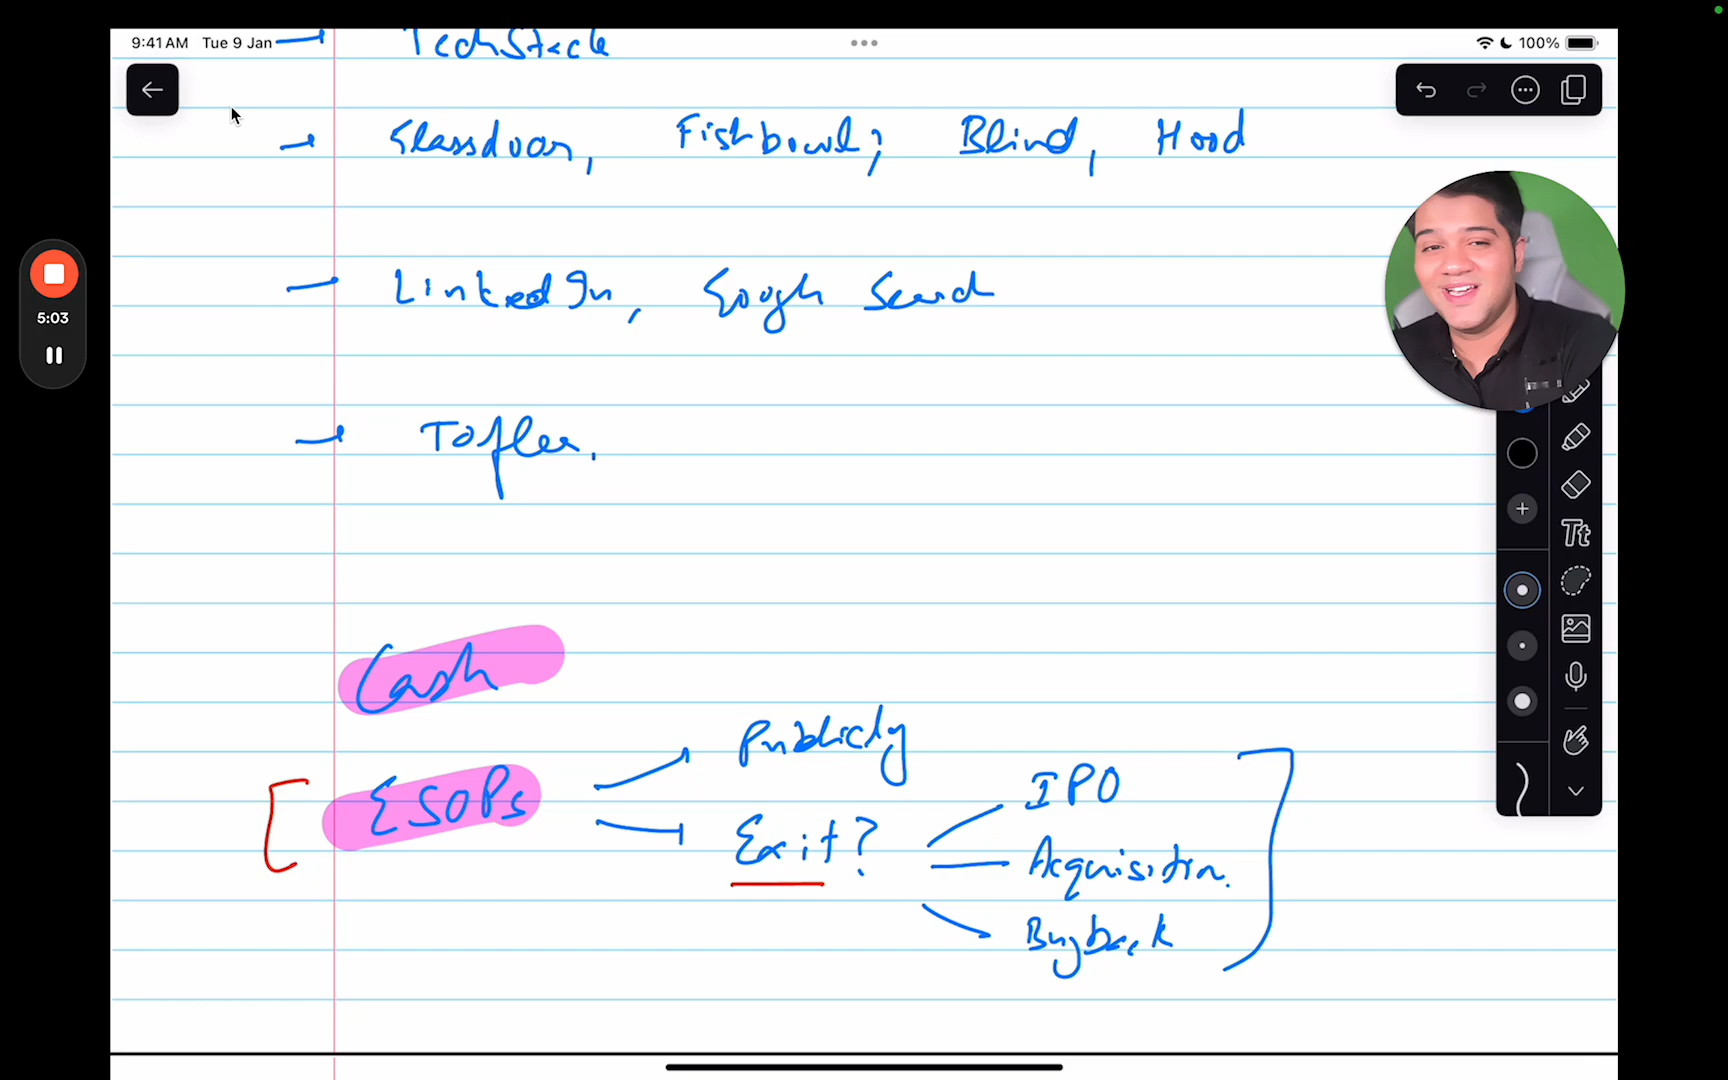 9:41 AM Tue 9 Jan
100%
TechStack
Glassdoor, Fishbowl; Blind, Hood
5:03
LinkedIn, Google Search
Tofler.
Tt
Cash
Publicly
ESOPs
IPO
Exit?
Acquisition.
Buyback